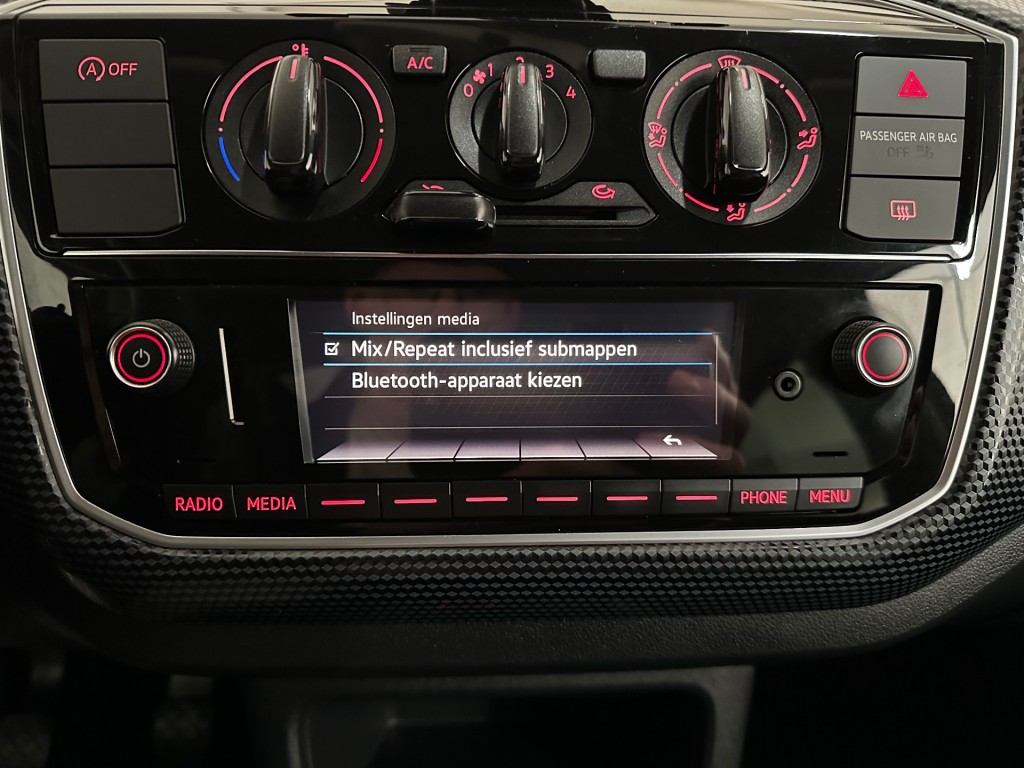 A OFF
A/C
0 1 2 3 4
PASSENGER AIR BAG
OFF
Instellingen media
Mix/Repeat inclusief submappen
Bluetooth-apparaat kiezen
RADIO MEDIA PHONE MENU